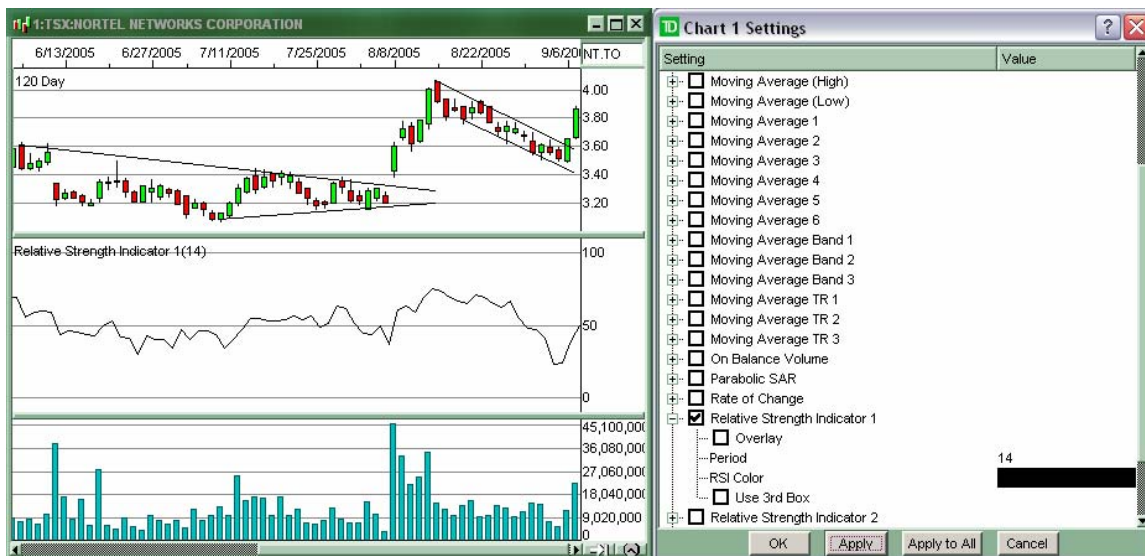 1:TSX:NORTEL NETWORKS CORPORATION
6/13/2005 6/27/2005 7/11/2005 7/25/2005 8/8/2005 8/22/2005 9/6/20 NT.TO
120 Day
4.00
3.80
3.60
3.40
3.20
Relative Strength Indicator 1(14)
100
50
0
45,100,000
36,080,000
27,060,000
18,040,000
9,020,000
0
TD Chart 1 Settings
Setting Value
Moving Average (High)
Moving Average (Low)
Moving Average 1
Moving Average 2
Moving Average 3
Moving Average 4
Moving Average 5
Moving Average 6
Moving Average Band 1
Moving Average Band 2
Moving Average Band 3
Moving Average TR 1
Moving Average TR 2
Moving Average TR 3
On Balance Volume
Parabolic SAR
Rate of Change
Relative Strength Indicator 1
Overlay
Period 14
RSI Color
Use 3rd Box
Relative Strength Indicator 2
OK Apply Apply to All Cancel